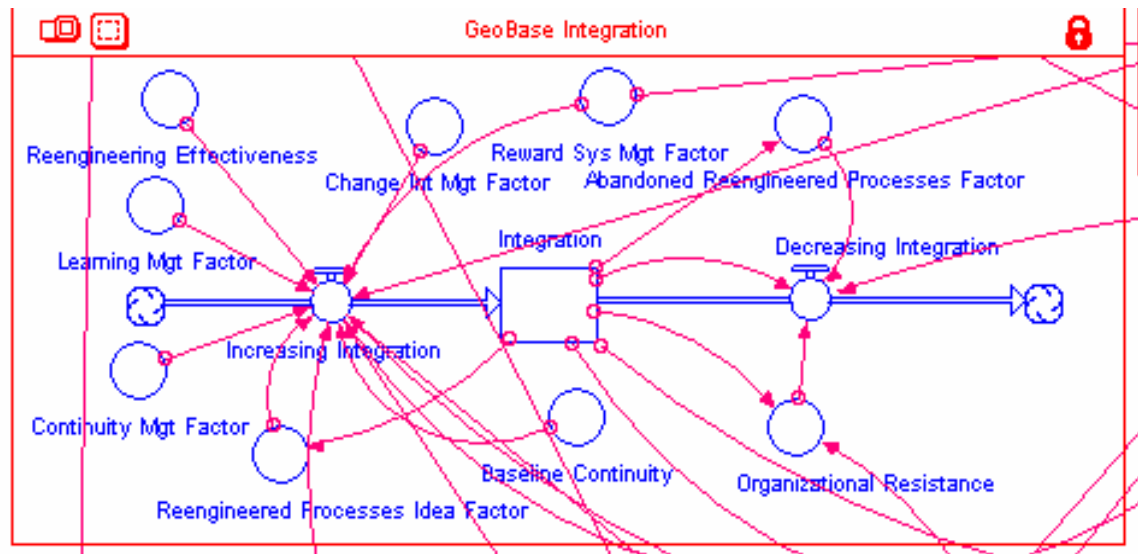 GeoBase Integration
Reengineering Effectiveness
Change Int Mgt Factor
Reward Sys Mgt Factor
Abandoned Reengineered Processes Factor
Learning Mgt Factor
Integration
Decreasing Integration
Increasing Integration
Continuity Mgt Factor
Baseline Continuity
Organizational Resistance
Reengineered Processes Idea Factor